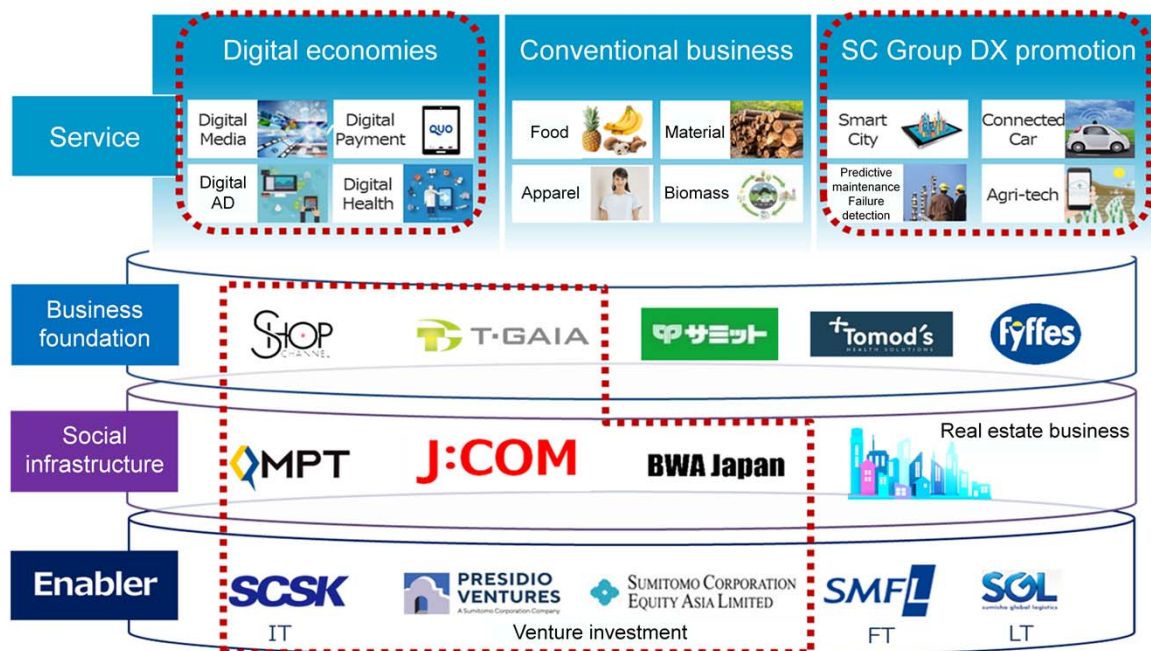 Digital economies
Conventional business
SC Group DX promotion
Service
Digital
Media
Digital
Payment
QUO
Digital
AD
Digital
Health
Food
Material
Apparel
Biomass
Smart
City
Connected
Car
Predictive
maintenance
Failure
detection
Agri-tech
Business
foundation
SHOP
CHANNEL
T·GAIA
サミット
Tomod's
HEALTH SOLUTIONS
fyffes
Social
infrastructure
MPT
J:COM
BWA Japan
Real estate business
Enabler
SCSK
IT
PRESIDIO
VENTURES
A Sumitomo Corporation Company
SUMITOMO CORPORATION
EQUITY ASIA LIMITED
Venture investment
SMFL
FT
SGL
sumisho global logistics
LT